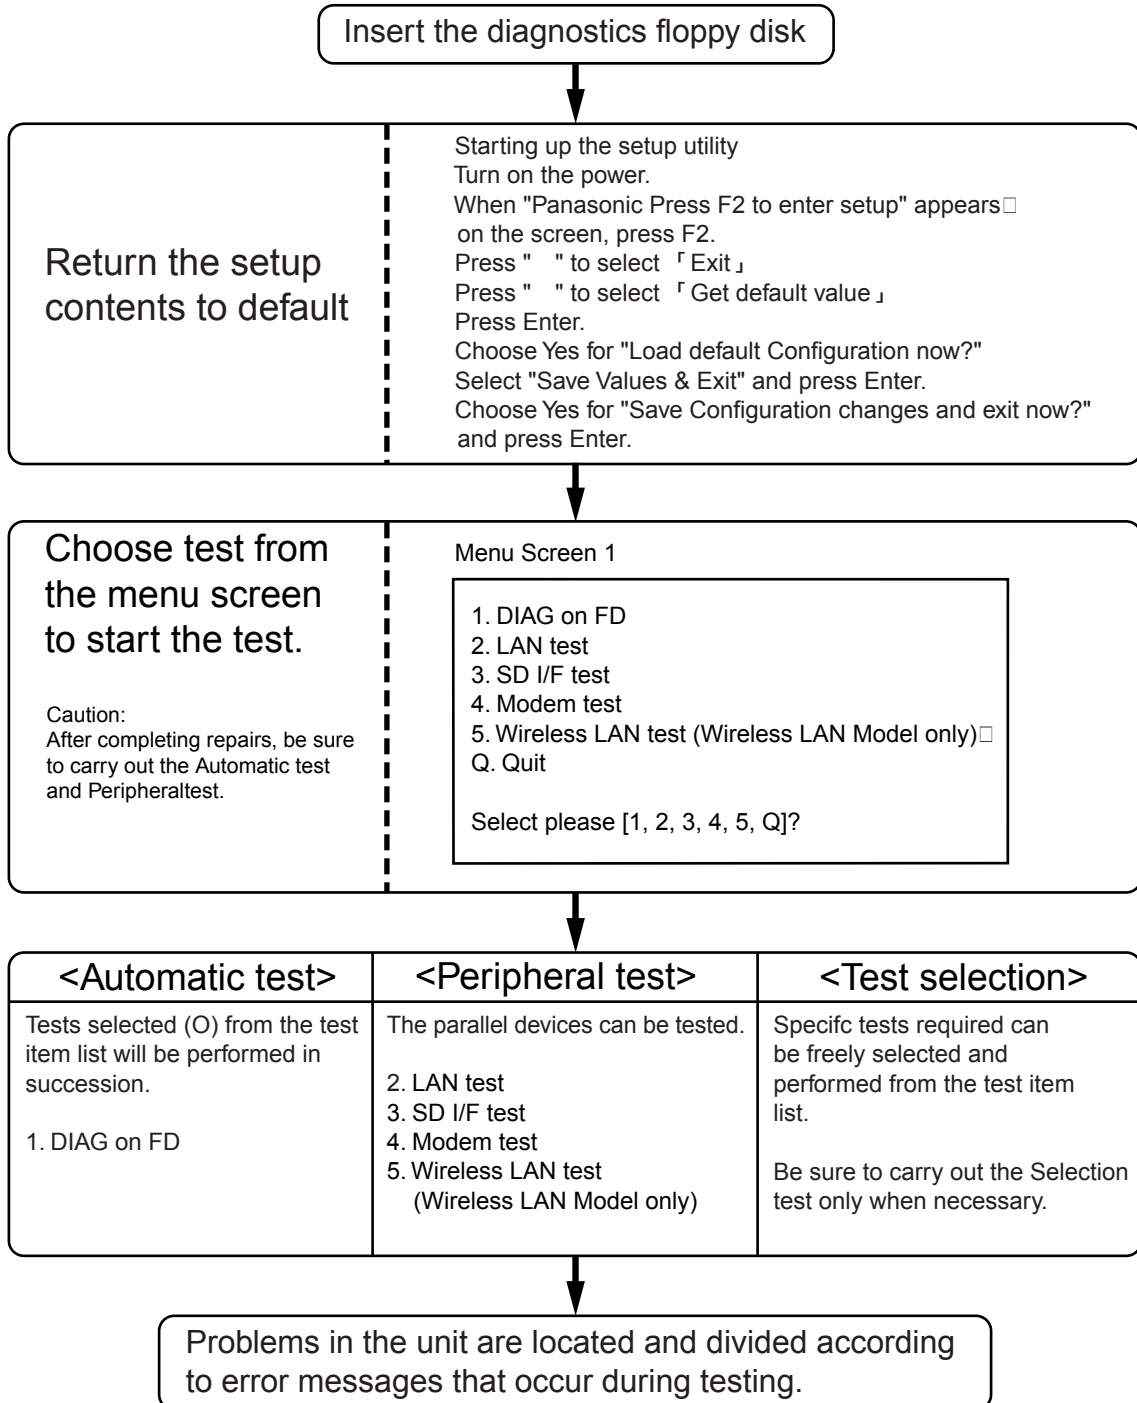 Insert the diagnostics floppy disk
Return the setup
contents to default
Starting up the setup utility
Turn on the power.
When "Panasonic Press F2 to enter setup" appears□
on the screen, press F2.
Press "   " to select 「Exit」
Press "   " to select 「Get default value」
Press Enter.
Choose Yes for "Load default Configuration now?"
Select "Save Values & Exit" and press Enter.
Choose Yes for "Save Configuration changes and exit now?"
and press Enter.
Choose test from
the menu screen
to start the test.
Caution:
After completing repairs, be sure
to carry out the Automatic test
and Peripheraltest.
Menu Screen 1
1. DIAG on FD
2. LAN test
3. SD I/F test
4. Modem test
5. Wireless LAN test (Wireless LAN Model only)□
Q. Quit
Select please [1, 2, 3, 4, 5, Q]?
<Automatic test>
Tests selected (O) from the test
item list will be performed in
succession.
1. DIAG on FD
<Peripheral test>
The parallel devices can be tested.
2. LAN test
3. SD I/F test
4. Modem test
5. Wireless LAN test
(Wireless LAN Model only)
<Test selection>
Specifc tests required can
be freely selected and
performed from the test item
list.
Be sure to carry out the Selection
test only when necessary.
Problems in the unit are located and divided according
to error messages that occur during testing.